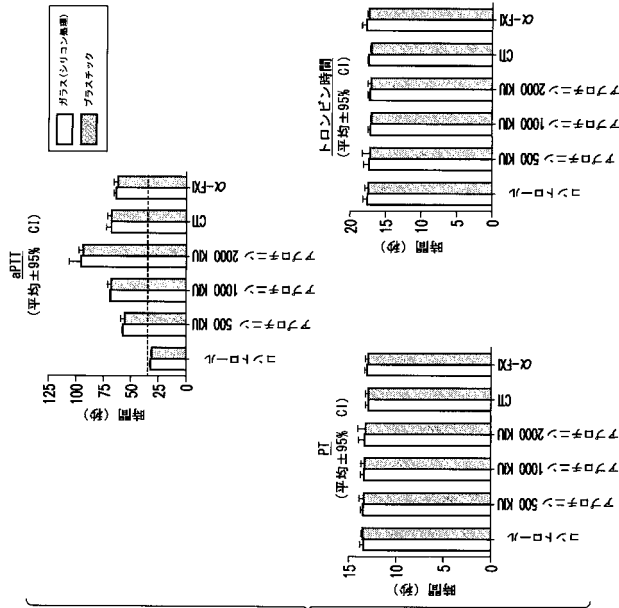 ガラス(シリコン処理)
プラスチック
aPTT
(平均±95% CI)
時間 (秒)
125
100
75
50
25
0
コントロール
アプロチニン 500 KIU
アプロチニン 1000 KIU
アプロチニン 2000 KIU
CTI
α-FXI
PT
(平均±95% CI)
時間 (秒)
15
10
5
0
コントロール
アプロチニン 500 KIU
アプロチニン 1000 KIU
アプロチニン 2000 KIU
CTI
α-FXI
トロンビン時間
(平均±95% CI)
時間 (秒)
20
15
10
5
0
コントロール
アプロチニン 500 KIU
アプロチニン 1000 KIU
アプロチニン 2000 KIU
CTI
α-FXI